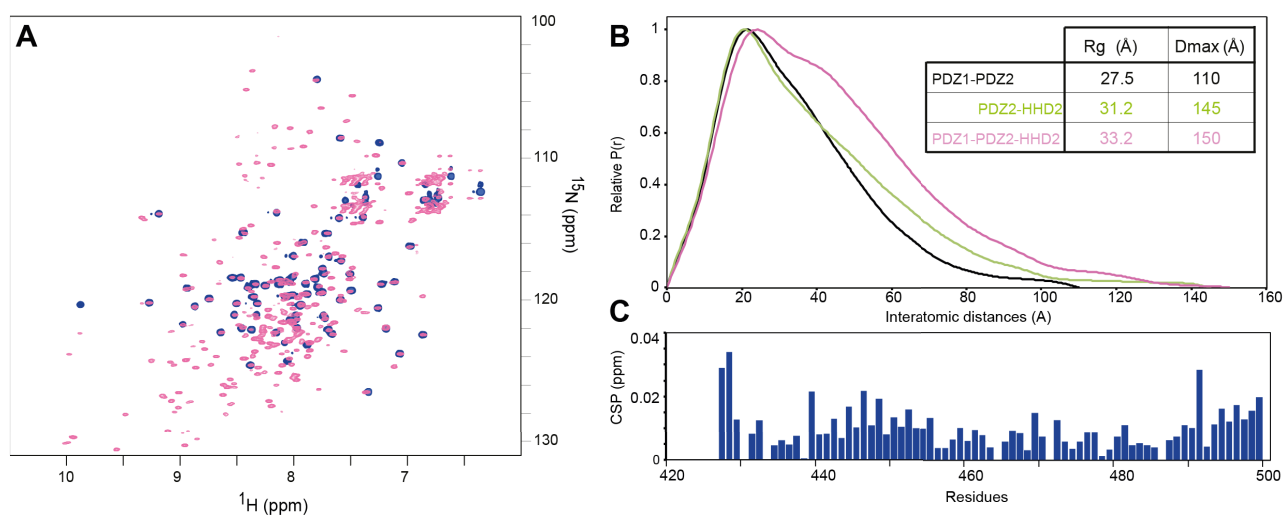 A
100
110
120
130
15N (ppm)
10
9
8
7
1H (ppm)
B
1
0.8
0.6
0.4
0.2
0
Relative P(r)
0
20
40
60
80
100
120
140
160
Interatomic distances (A)
Rg (Å) Dmax (Å)
PDZ1-PDZ2 27.5 110
PDZ2-HHD2 31.2 145
PDZ1-PDZ2-HHD2 33.2 150
C
0.04
0.02
0
CSP (ppm)
420
440
460
480
500
Residues